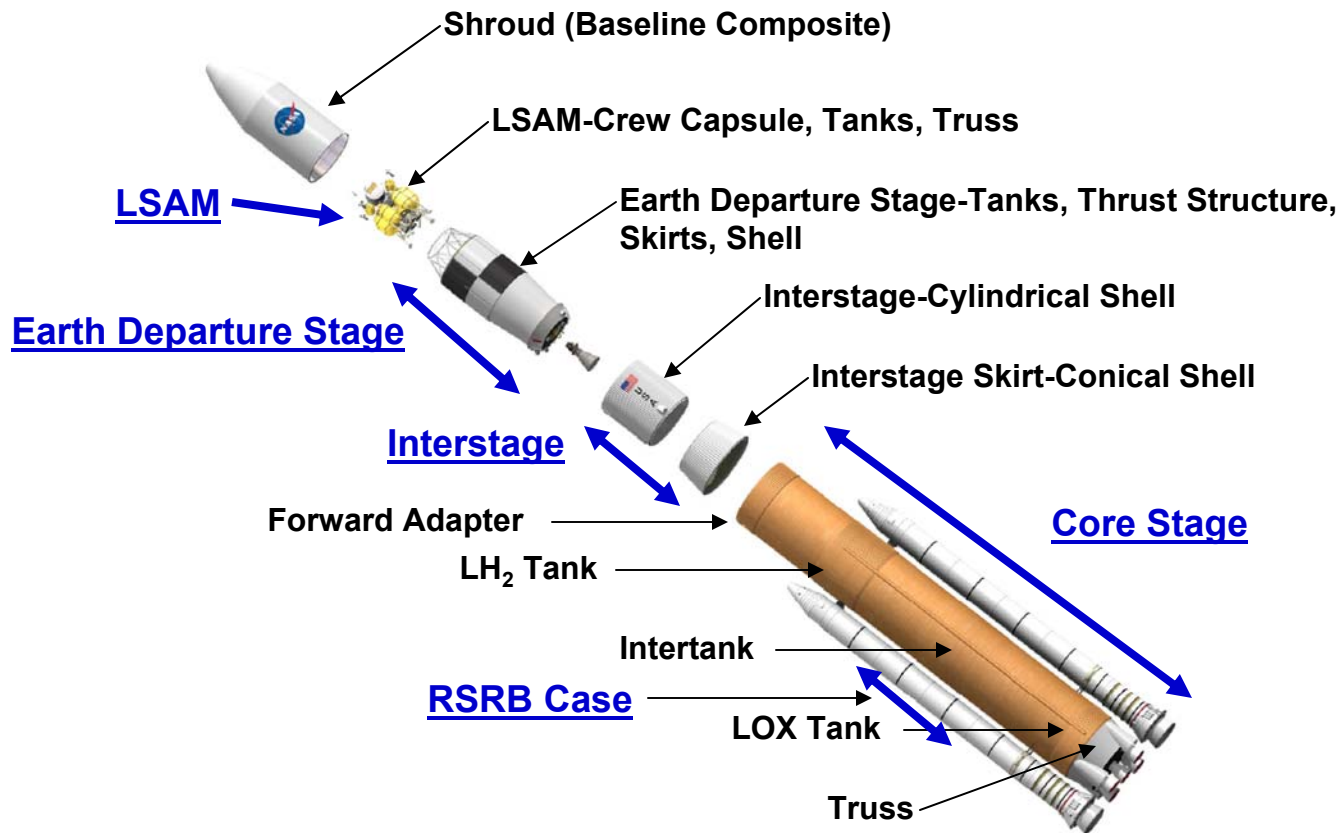 Shroud (Baseline Composite)
NASA
LSAM-Crew Capsule, Tanks, Truss
LSAM
Earth Departure Stage-Tanks, Thrust Structure,
Skirts, Shell
Interstage-Cylindrical Shell
Earth Departure Stage
USA
Interstage Skirt-Conical Shell
Interstage
Forward Adapter
Core Stage
LH₂ Tank
Intertank
RSRB Case
LOX Tank
Truss